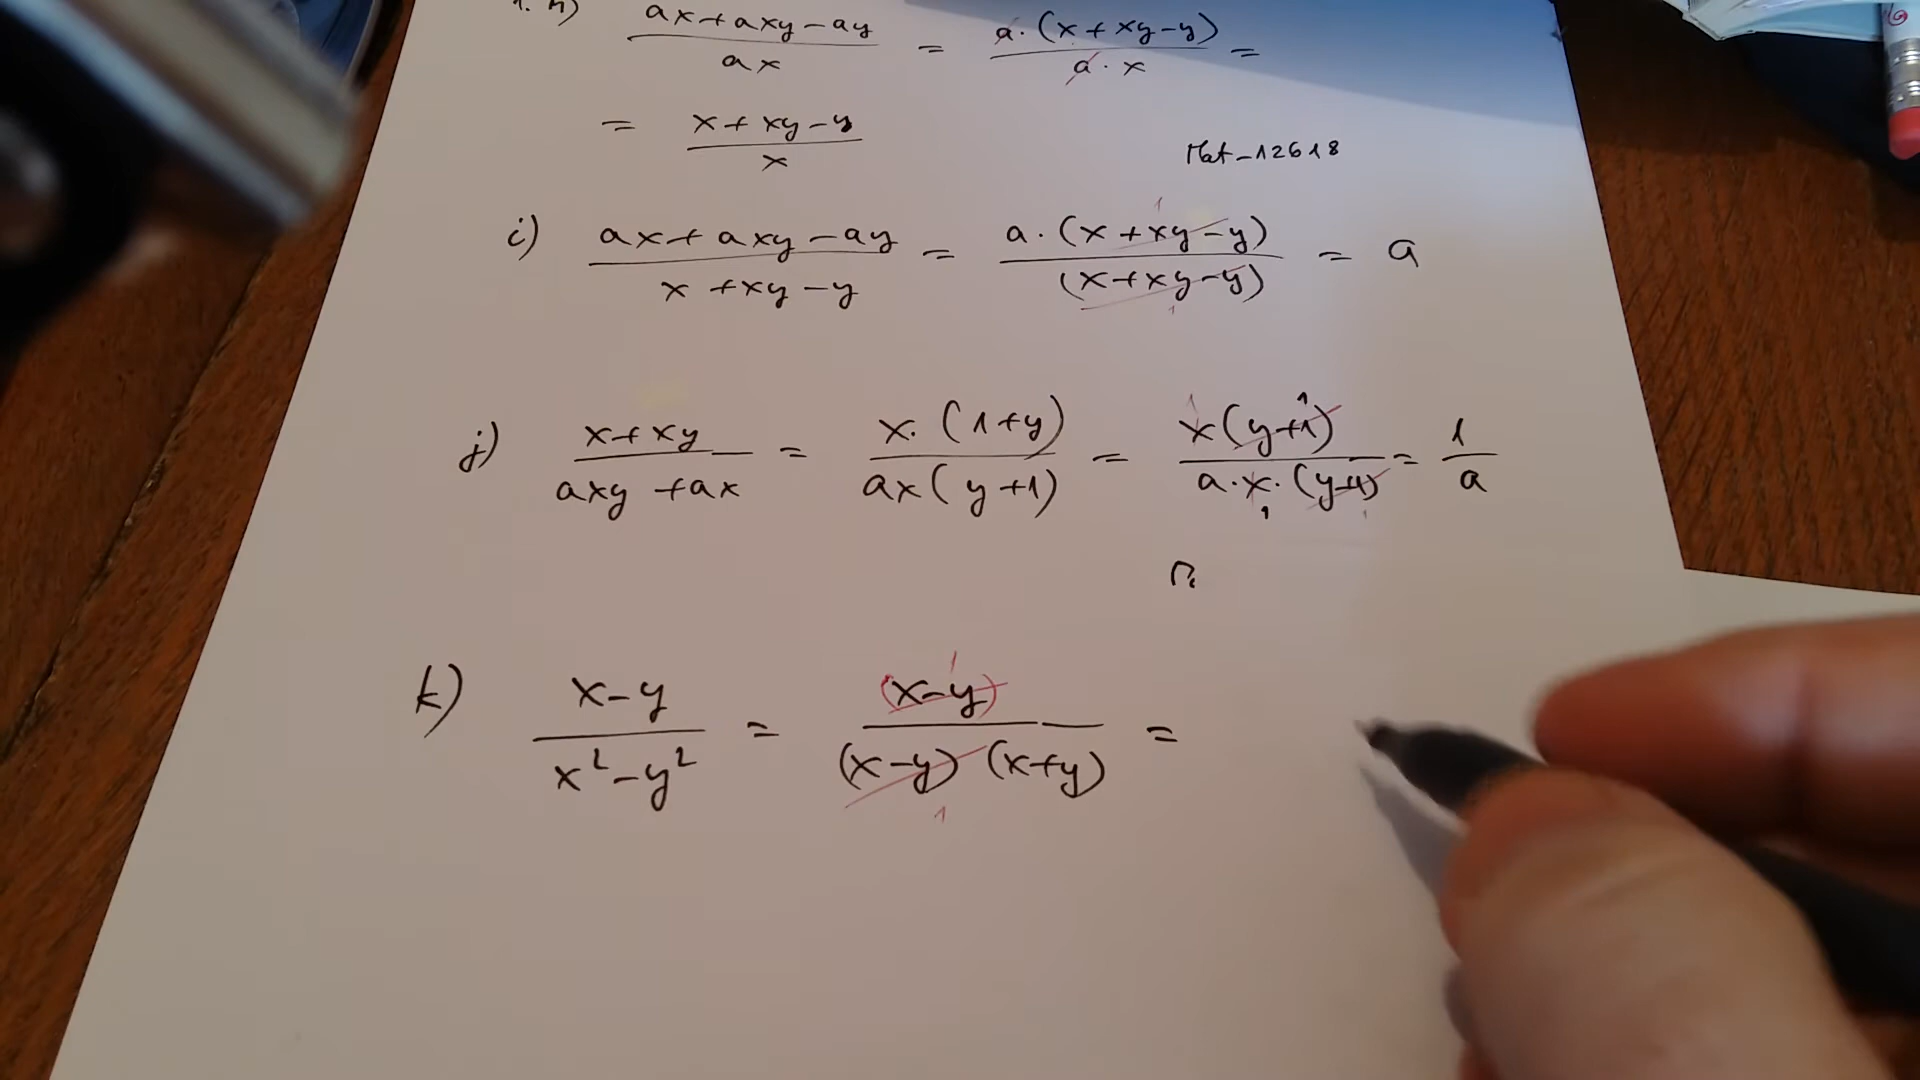 1. h) (ax+axy-ay)/(ax) = (a·(x+xy-y))/(a·x) =
= (x+xy-y)/x
Mat-12618
i) (ax+axy-ay)/(x+xy-y) = (a·(x+xy-y))/((x+xy-y)) = a
j) (x+xy)/(axy+ax) = (x·(1+y))/(ax(y+1)) = (x(y+1))/(a·x·(y+1)) = 1/a
k) (x-y)/(x²-y²) = (x-y)/((x-y)(x+y)) =